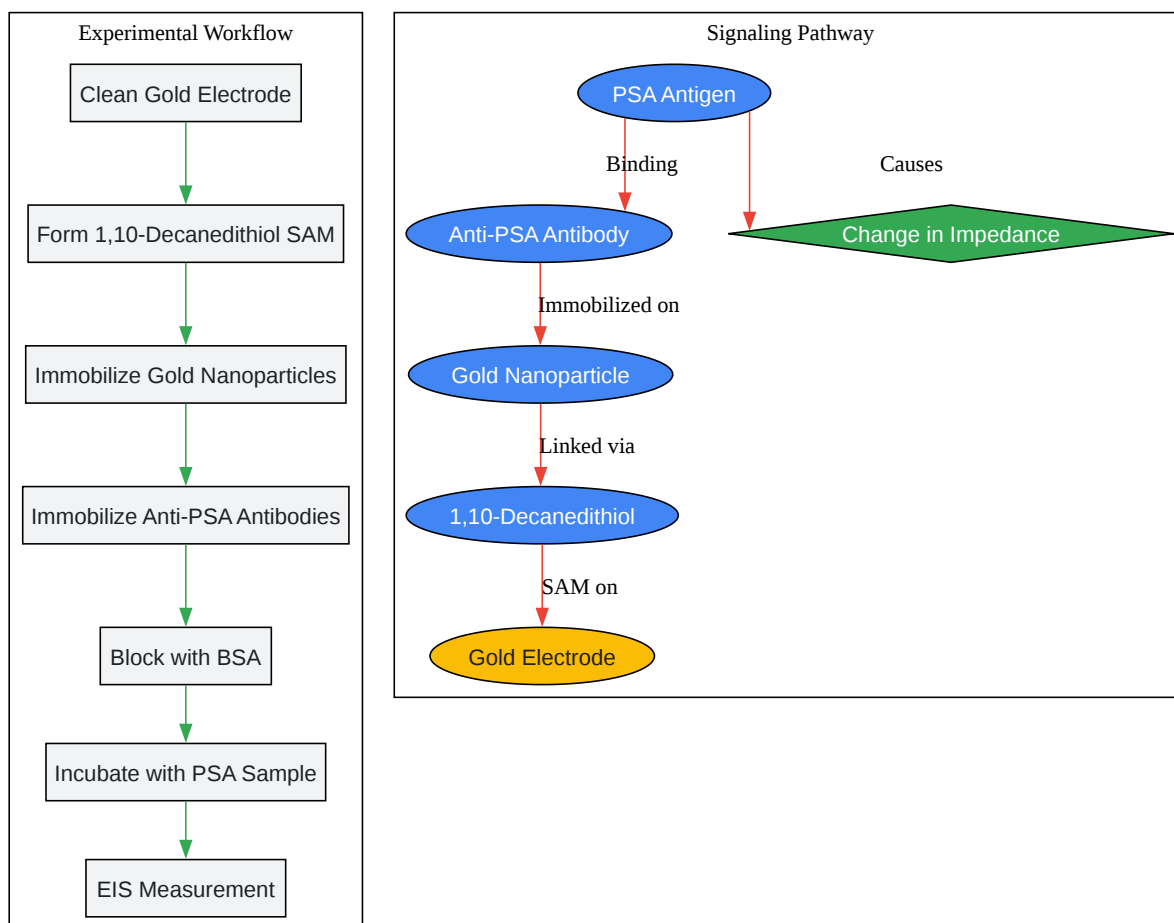 Experimental Workflow
Clean Gold Electrode
Form 1,10-Decanedithiol SAM
Immobilize Gold Nanoparticles
Immobilize Anti-PSA Antibodies
Block with BSA
Incubate with PSA Sample
EIS Measurement
Signaling Pathway
PSA Antigen
Binding
Causes
Anti-PSA Antibody
Change in Impedance
Immobilized on
Gold Nanoparticle
Linked via
1,10-Decanedithiol
SAM on
Gold Electrode